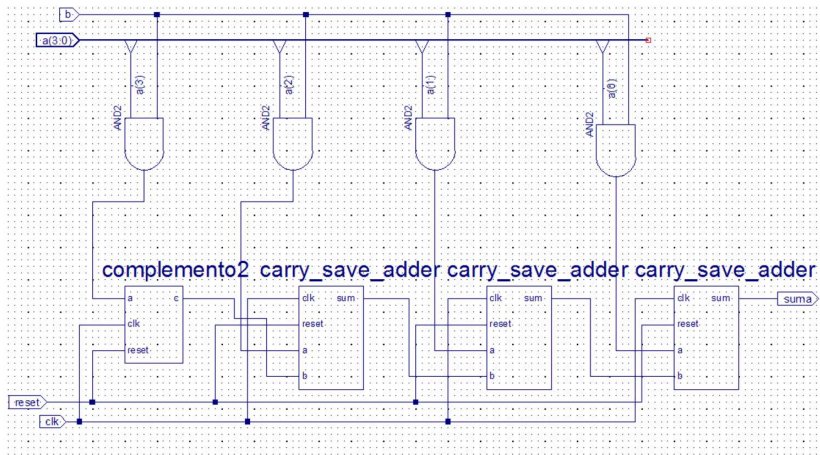 b
a(3:0)
a(3) a(2) a(1) a(0)
AND2 AND2 AND2 AND2
complemento2 carry_save_adder carry_save_adder carry_save_adder
a c clk sum clk sum clk sum suma
clk reset reset reset
reset a a a
b b b
reset
clk